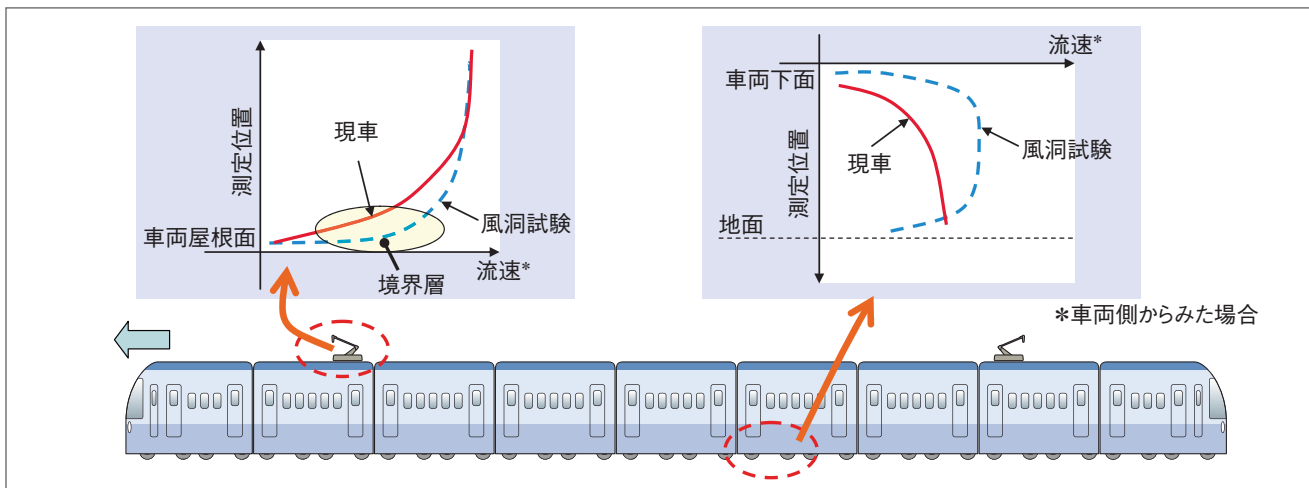 測定位置
現車
車両屋根面
風洞試験
流速*
境界層
流速*
車両下面
測定位置
現車
風洞試験
地面
*車両側からみた場合